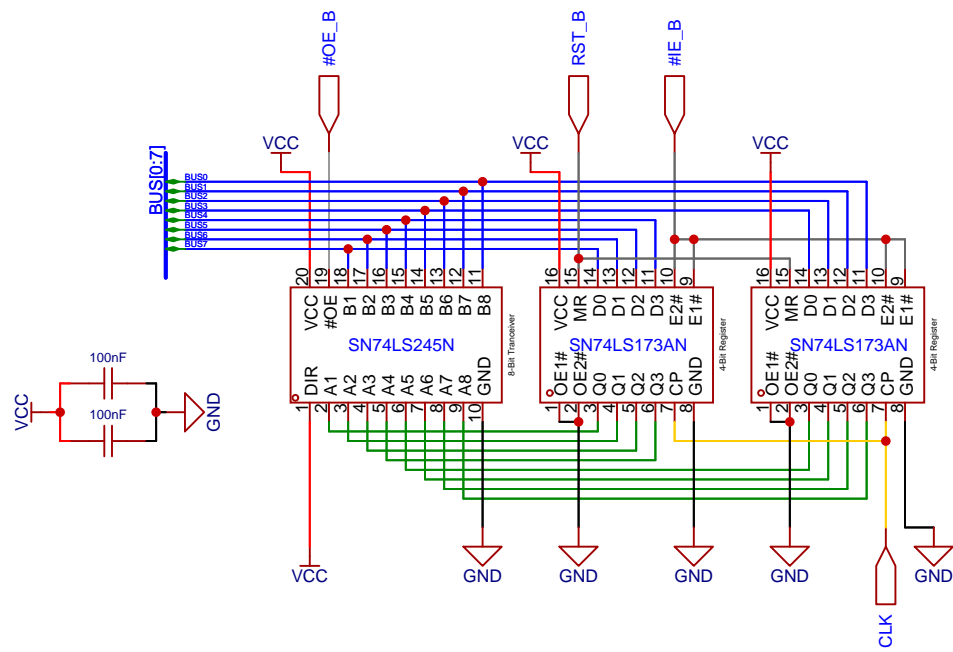 #OE_B
RST_B
#IE_B
VCC
VCC
VCC
BUS[0:7]
BUS0
BUS1
BUS2
BUS3
BUS4
BUS5
BUS6
BUS7
20 19 18 17 16 15 14 13 12 11
VCC #OE B1 B2 B3 B4 B5 B6 B7 B8
SN74LS245N
8-Bit Tranceiver
DIR A1 A2 A3 A4 A5 A6 A7 A8 GND
1 2 3 4 5 6 7 8 9 10
16 15 14 13 12 11 10 9
VCC MR D0 D1 D2 D3 E2# E1#
SN74LS173AN
4-Bit Register
OE1# OE2# Q0 Q1 Q2 Q3 CP GND
1 2 3 4 5 6 7 8
16 15 14 13 12 11 10 9
VCC MR D0 D1 D2 D3 E2# E1#
SN74LS173AN
4-Bit Register
OE1# OE2# Q0 Q1 Q2 Q3 CP GND
1 2 3 4 5 6 7 8
100nF
100nF
VCC
GND
VCC
GND
GND
GND
GND
GND
CLK